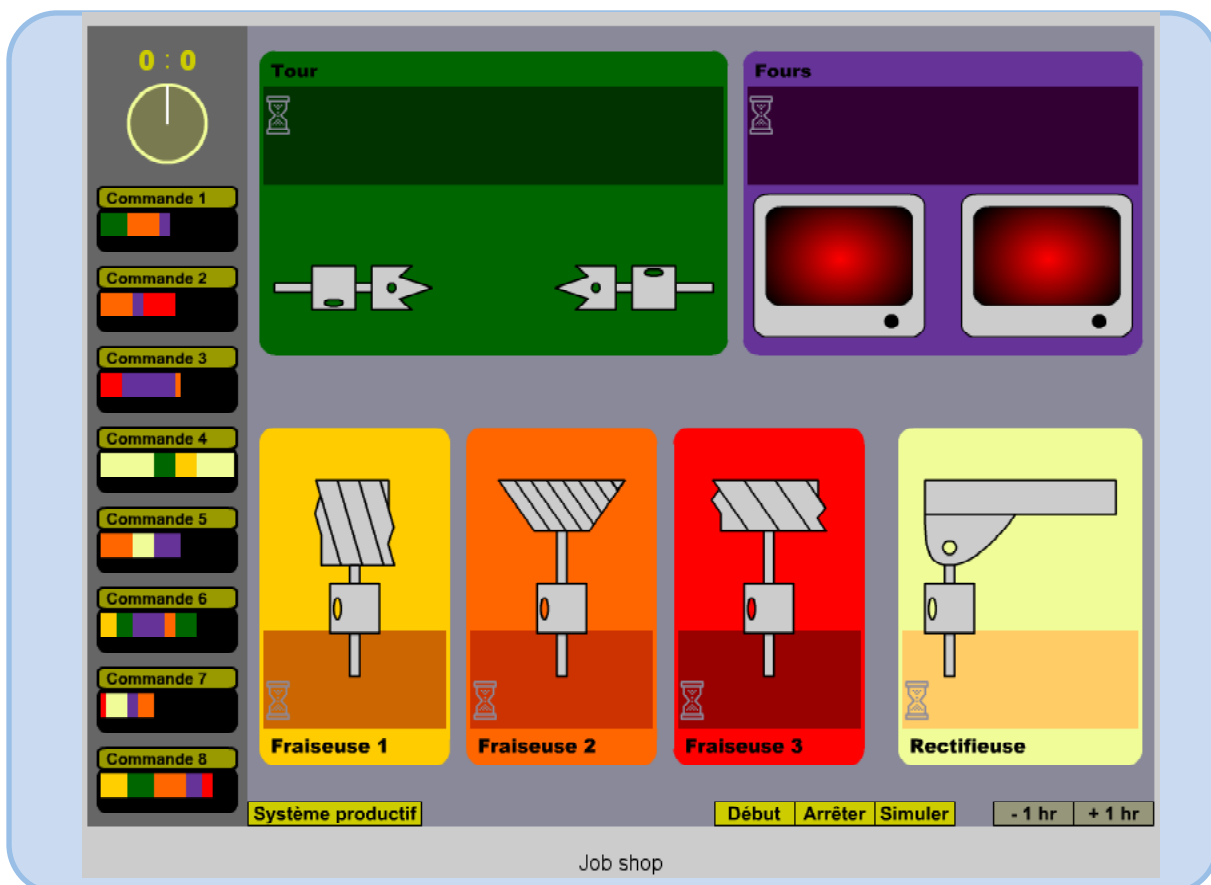 0 : 0
Commande 1
Commande 2
Commande 3
Commande 4
Commande 5
Commande 6
Commande 7
Commande 8
Tour
Fours
Fraiseuse 1
Fraiseuse 2
Fraiseuse 3
Rectifieuse
Système productif
Début Arrêter Simuler
- 1 hr + 1 hr
Job shop